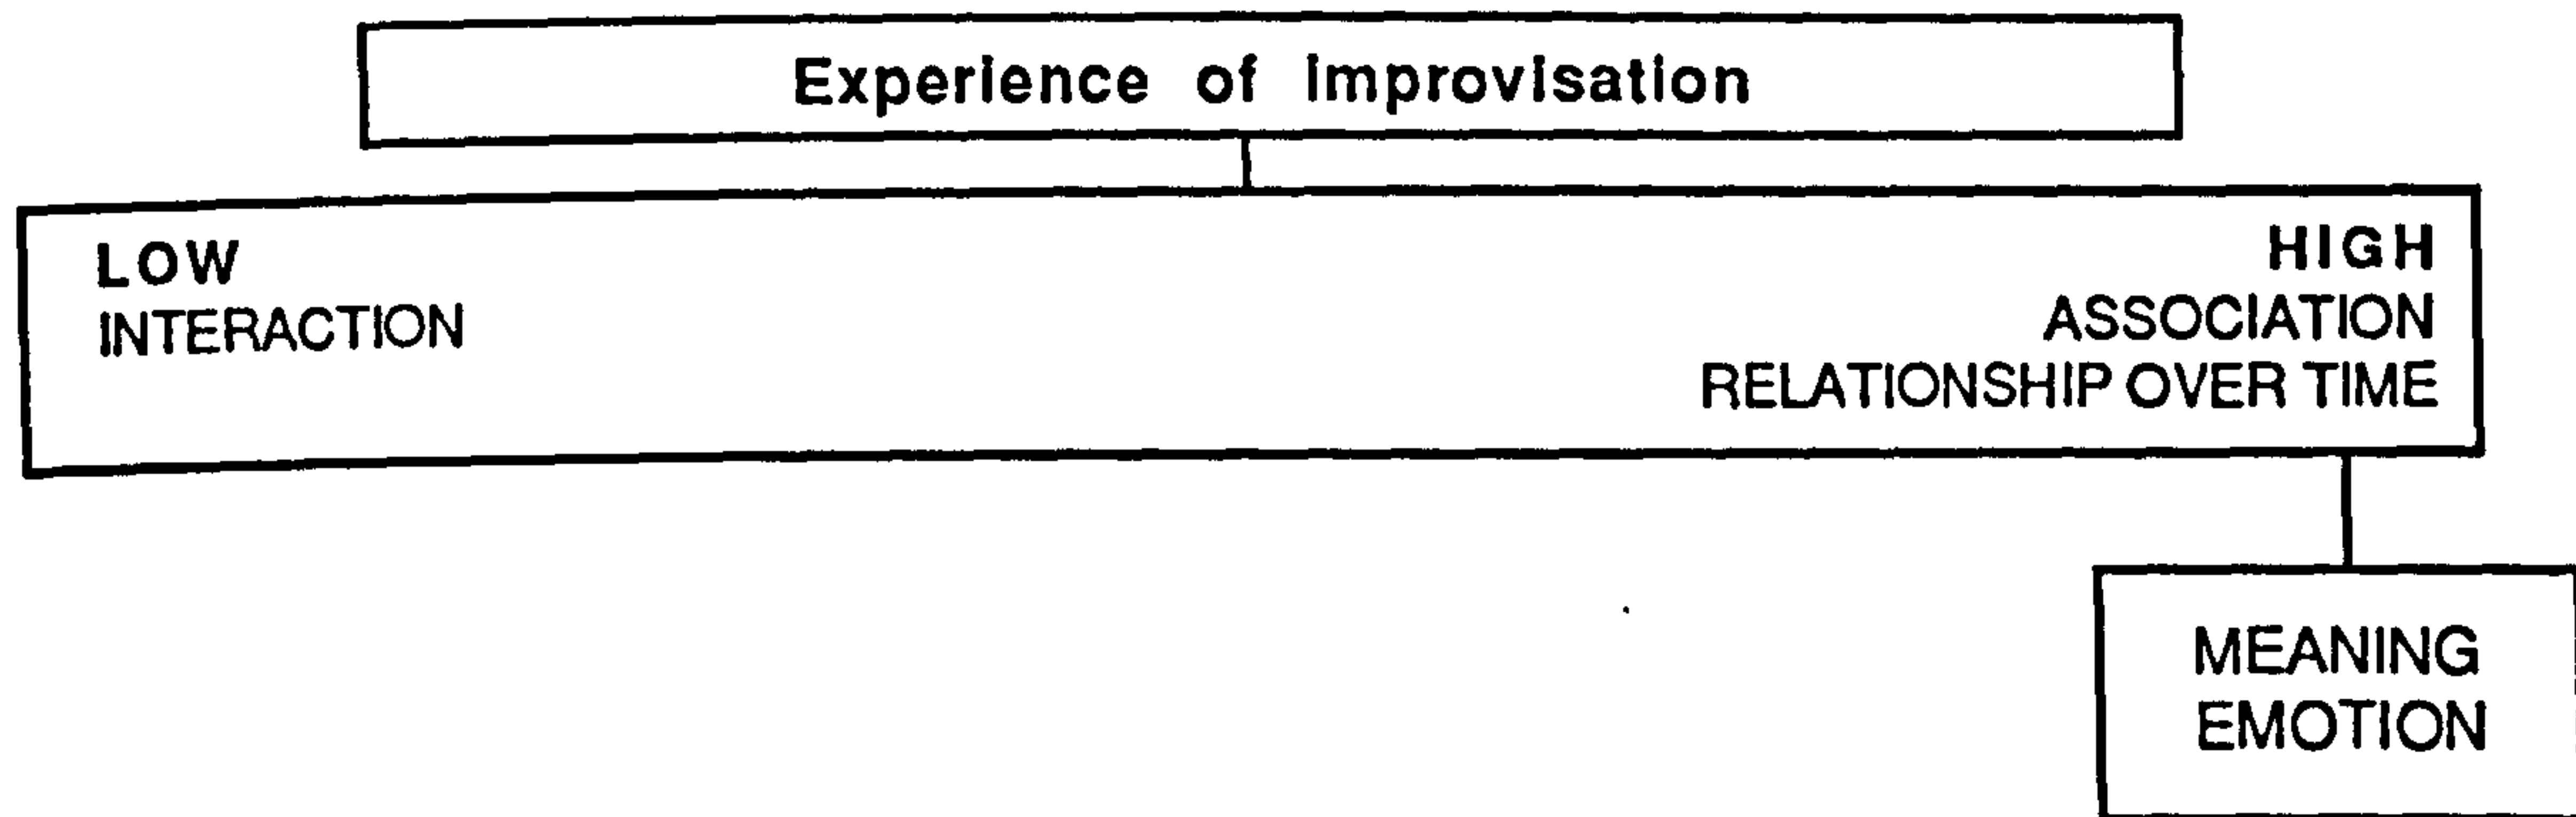 Experience of Improvisation
LOW
INTERACTION
HIGH
ASSOCIATION
RELATIONSHIP OVER TIME
MEANING
EMOTION